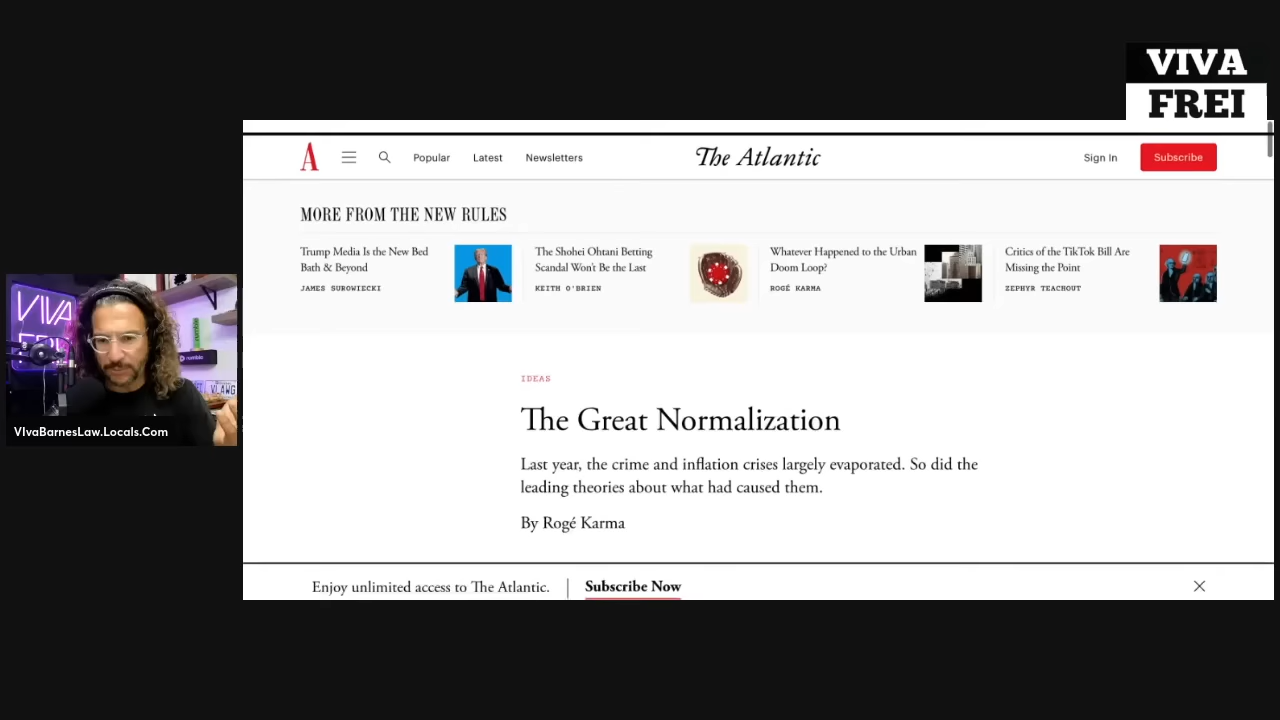 VIVA
FREI
A
Popular
Latest
Newsletters
The Atlantic
Sign In
Subscribe
MORE FROM THE NEW RULES
Trump Media Is the New Bed
Bath & Beyond
JAMES SUROWIECKI
The Shohei Ohtani Betting
Scandal Won't Be the Last
KEITH O'BRIEN
Whatever Happened to the Urban
Doom Loop?
ROGÉ KARMA
Critics of the TikTok Bill Are
Missing the Point
ZEPHYR TEACHOUT
VIVA
rumble
VLAWG
VIvaBarnesLaw.Locals.Com
IDEAS
The Great Normalization
Last year, the crime and inflation crises largely evaporated. So did the
leading theories about what had caused them.
By Rogé Karma
Enjoy unlimited access to The Atlantic.
Subscribe Now